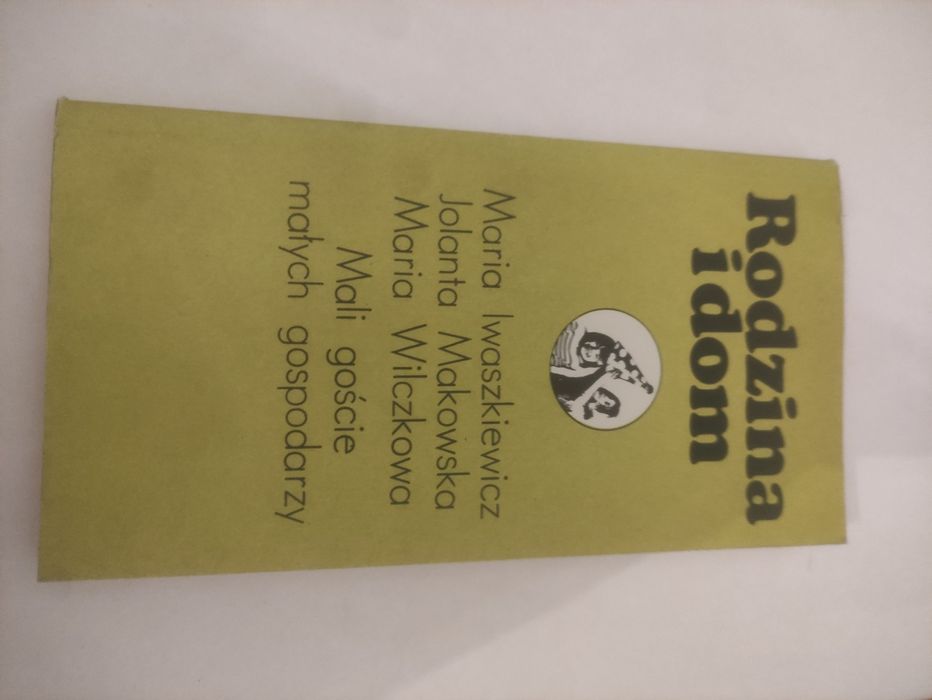 Rodzina
i dom
Maria Iwaszkiewicz
Jolanta Makowska
Maria Wilczkowa
Mali goście
małych gospodarzy